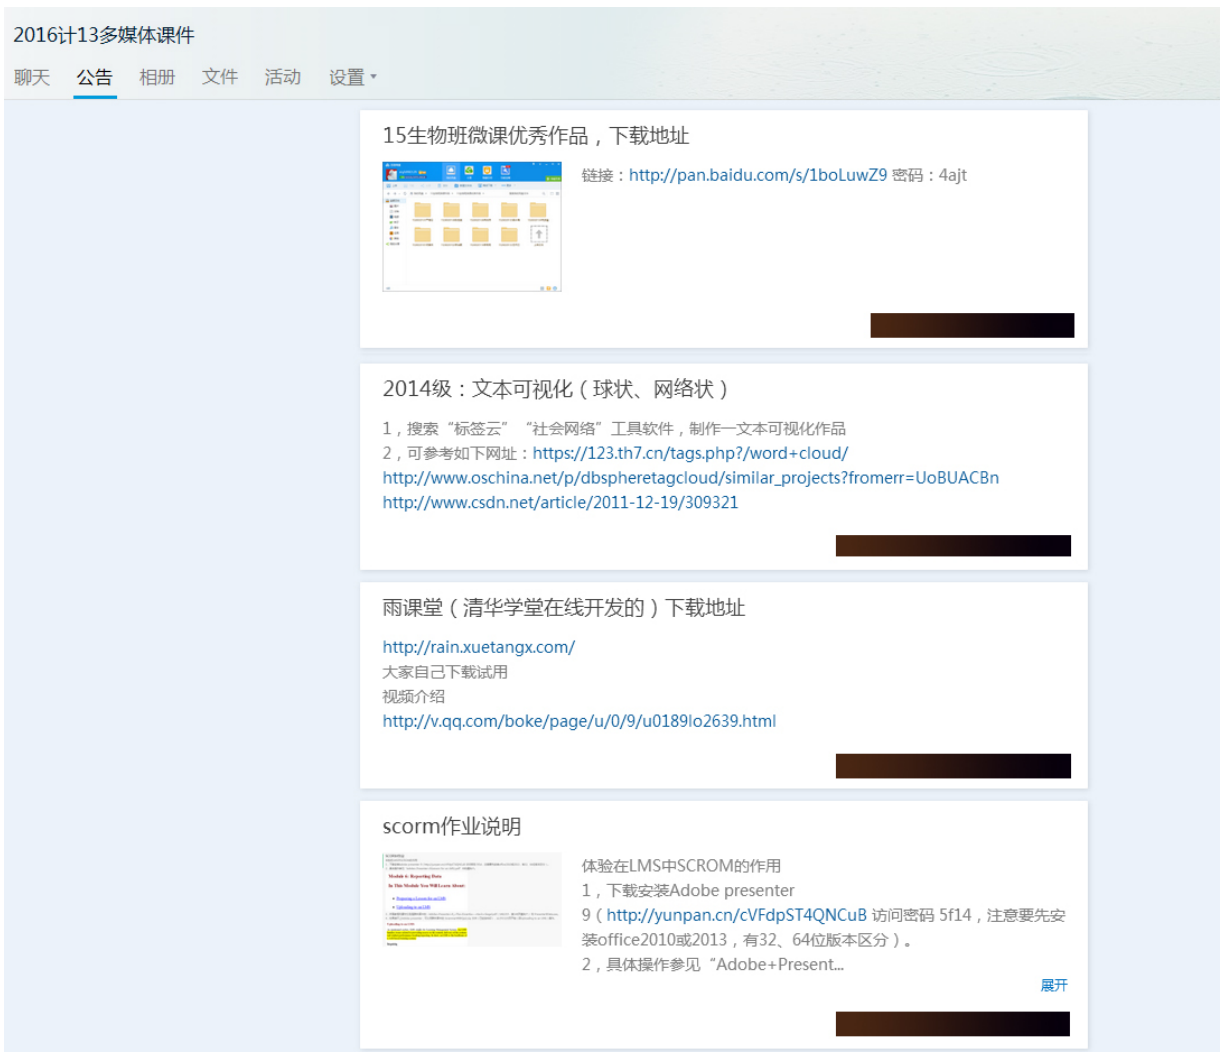 2016计13多媒体课件
聊天 公告 相册 文件 活动 设置
15生物班微课优秀作品，下载地址
链接：http://pan.baidu.com/s/1boLuwZ9 密码：4ajt
2014级：文本可视化（球状、网络状）
1，搜索“标签云”“社会网络”工具软件，制作一文本可视化作品
2，可参考如下网址：https://123.th7.cn/tags.php?/word+cloud/
http://www.oschina.net/p/dbspheretagcloud/similar_projects?fromerr=UoBUACBn
http://www.csdn.net/article/2011-12-19/309321
雨课堂（清华学堂在线开发的）下载地址
http://rain.xuetangx.com/
大家自己下载试用
视频介绍
http://v.qq.com/boke/page/u/0/9/u0189lo2639.html
scorm作业说明
Module 6: Reporting Data
In This Module You Will Learn About:
体验在LMS中SCROM的作用
1，下载安装Adobe presenter
9（http://yunpan.cn/cVFdpST4QNCuB 访问密码 5f14，注意要先安
装office2010或2013，有32、64位版本区分）。
2，具体操作参见“Adobe+Present...
展开